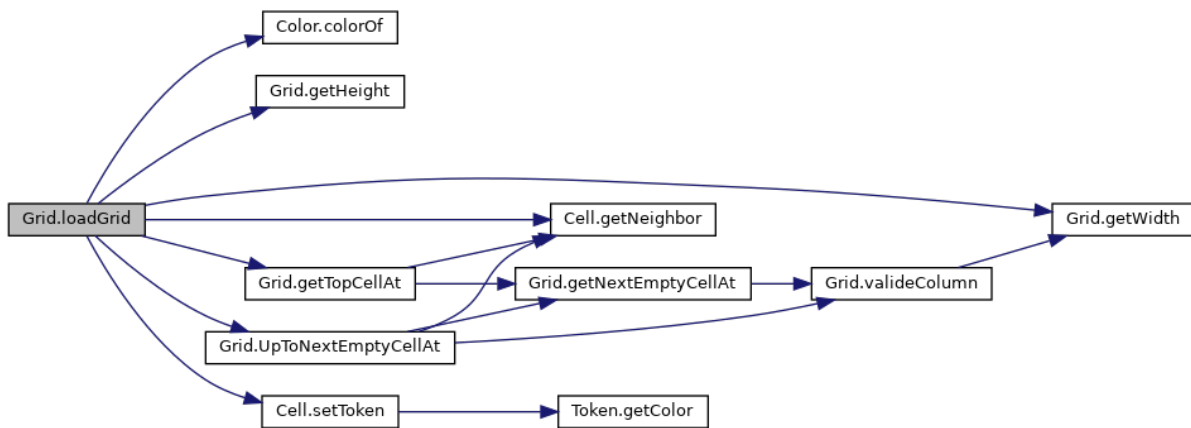 Color.colorOf
Grid.getHeight
Grid.loadGrid
Cell.getNeighbor
Grid.getWidth
Grid.getTopCellAt
Grid.getNextEmptyCellAt
Grid.valideColumn
Grid.UpToNextEmptyCellAt
Cell.setToken
Token.getColor